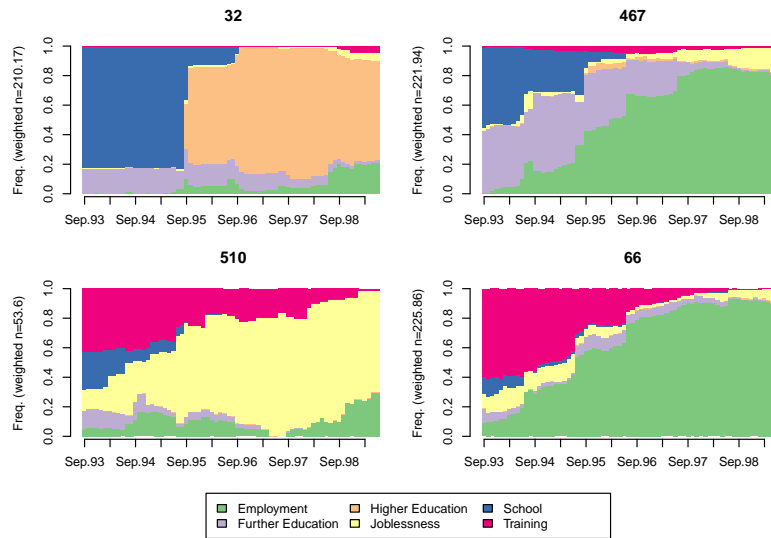 32
Freq. (weighted n=210.17)
0.0 0.2 0.4 0.6 0.8 1.0
Sep.93 Sep.94 Sep.95 Sep.96 Sep.97 Sep.98
467
Freq. (weighted n=221.94)
0.0 0.2 0.4 0.6 0.8 1.0
Sep.93 Sep.94 Sep.95 Sep.96 Sep.97 Sep.98
510
Freq. (weighted n=53.6)
0.0 0.2 0.4 0.6 0.8 1.0
Sep.93 Sep.94 Sep.95 Sep.96 Sep.97 Sep.98
66
Freq. (weighted n=225.86)
0.0 0.2 0.4 0.6 0.8 1.0
Sep.93 Sep.94 Sep.95 Sep.96 Sep.97 Sep.98
Employment Higher Education School
Further Education Joblessness Training